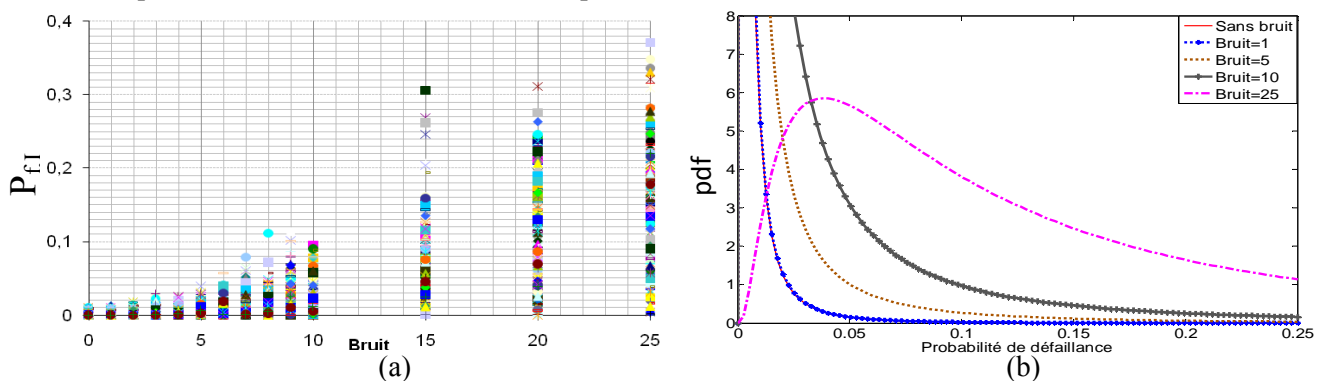 0,4
0,3
0,2
0,1
0
P_{f I}
0 5 10 15 20 25
Bruit
(a)
8
7
6
5
4
3
2
1
0
pdf
0 0.05 0.1 0.15 0.2 0.25
Probabilité de défaillance
Sans bruit
Bruit=1
Bruit=5
Bruit=10
Bruit=25
(b)